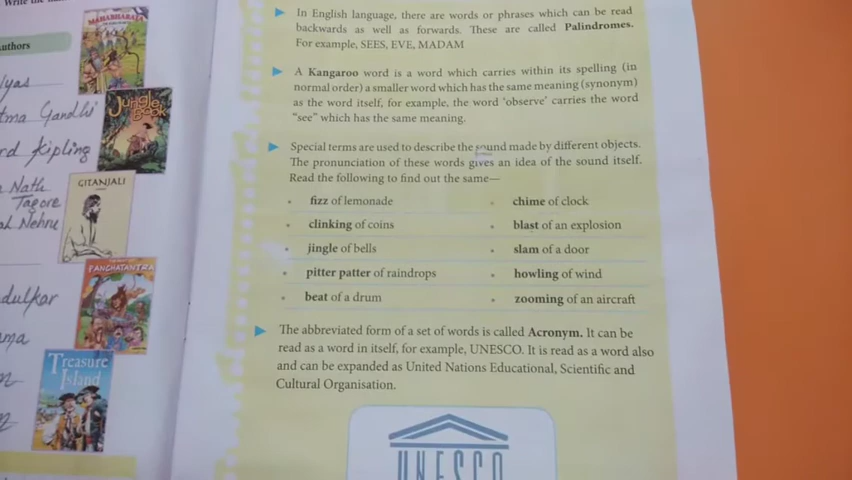 uthors
lyas
tma Gandhi
rd Kipling
Nath
Tagore
al Nehru
dulkar
ma
MAHABHARATA
Jungle
Book
GITANJALI
PANCHATANTRA
Treasure
Island
► In English language, there are words or phrases which can be read
backwards as well as forwards. These are called Palindromes.
For example, SEES, EVE, MADAM
► A Kangaroo word is a word which carries within its spelling (in
normal order) a smaller word which has the same meaning (synonym)
as the word itself, for example, the word 'observe' carries the word
"see" which has the same meaning.
► Special terms are used to describe the sound made by different objects.
The pronunciation of these words gives an idea of the sound itself.
Read the following to find out the same—
• fizz of lemonade • chime of clock
• clinking of coins • blast of an explosion
• jingle of bells • slam of a door
• pitter patter of raindrops • howling of wind
• beat of a drum • zooming of an aircraft
► The abbreviated form of a set of words is called Acronym. It can be
read as a word in itself, for example, UNESCO. It is read as a word also
and can be expanded as United Nations Educational, Scientific and
Cultural Organisation.
UNESCO